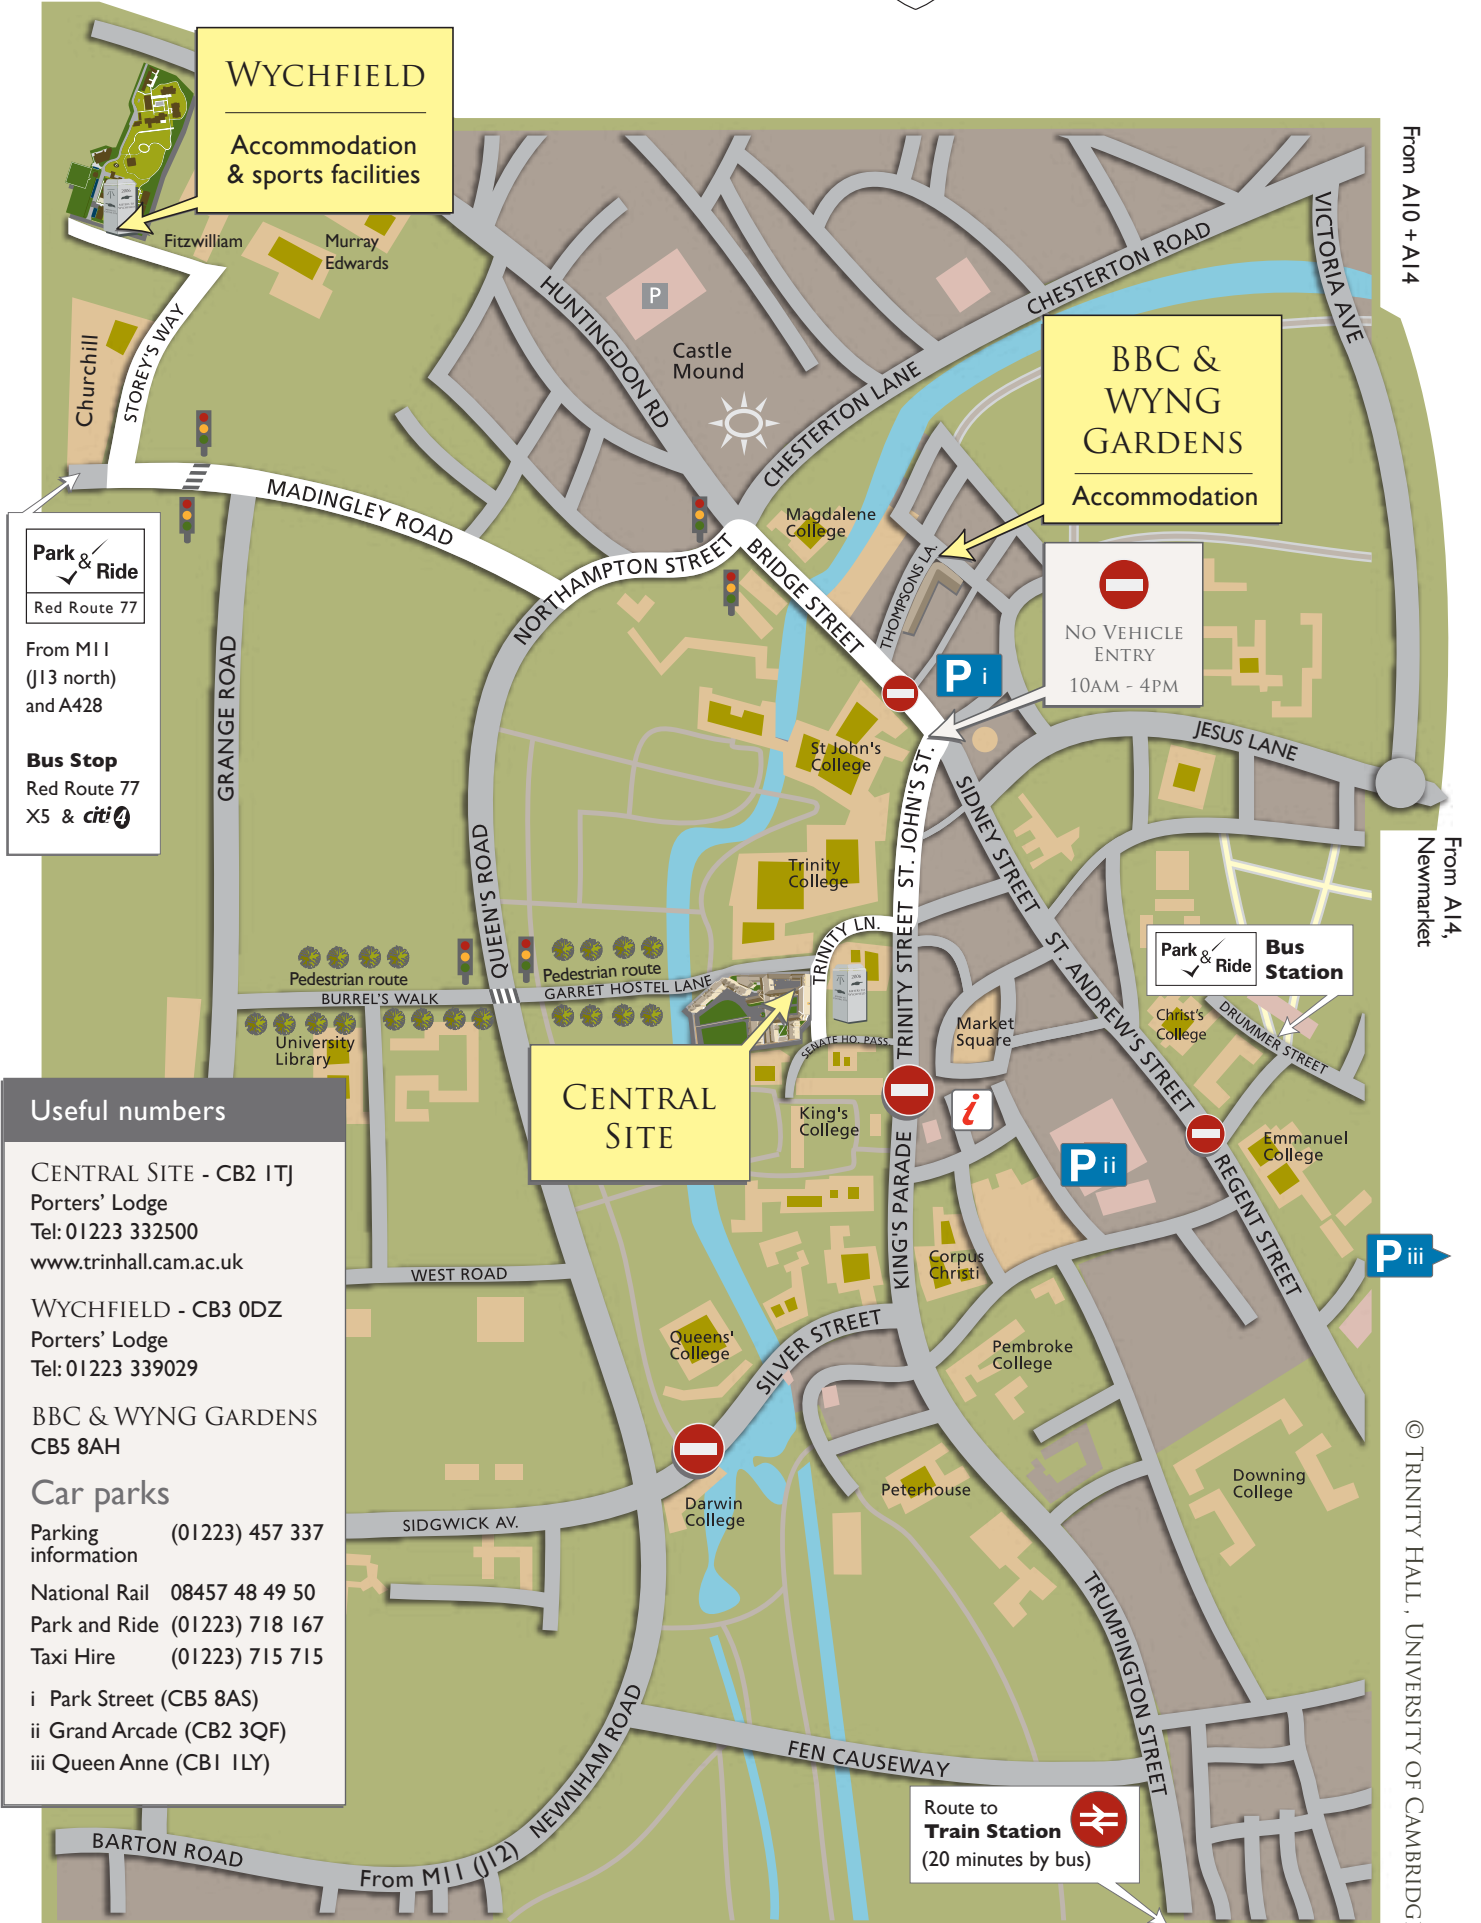 WYCHFIELD
Accommodation
& sports facilities
Fitzwilliam
Murray
Edwards
Churchill
STOREY'S WAY
HUNTINGDON RD
P
Castle
Mound
CHESTERTON ROAD
CHESTERTON LANE
VICTORIA AVE
From A10 + A14
BBC &
WYNG
GARDENS
Accommodation
MADINGLEY ROAD
NORTHAMPTON STREET
Magdalene
College
BRIDGE STREET
THOMPSONS LA.
NO VEHICLE
ENTRY
10AM - 4PM
P i
Park & Ride
Red Route 77
From M11
(J13 north)
and A428
Bus Stop
Red Route 77
X5 & citi 4
GRANGE ROAD
QUEEN'S ROAD
St John's
College
ST. JOHN'S ST.
JESUS LANE
SIDNEY STREET
From A14,
Newmarket
Trinity
College
TRINITY LN.
TRINITY STREET
ST. ANDREW'S STREET
Park & Ride
Bus
Station
Pedestrian route
Pedestrian route
BURREL'S WALK
GARRET HOSTEL LANE
University
Library
SENATE HO. PASS
Market
Square
Christ's
College
DRUMMER STREET
CENTRAL
SITE
King's
College
i
P ii
Emmanuel
College
KING'S PARADE
REGENT STREET
P iii
Corpus
Christi
WEST ROAD
Queens'
College
SILVER STREET
Pembroke
College
Darwin
College
Peterhouse
Downing
College
SIDGWICK AV.
TRUMPINGTON STREET
NEWNHAM ROAD
FEN CAUSEWAY
BARTON ROAD
From M11 (J12)
Route to
Train Station
(20 minutes by bus)
Useful numbers
CENTRAL SITE - CB2 1TJ
Porters' Lodge
Tel: 01223 332500
www.trinhall.cam.ac.uk
WYCHFIELD - CB3 0DZ
Porters' Lodge
Tel: 01223 339029
BBC & WYNG GARDENS
CB5 8AH
Car parks
Parking information (01223) 457 337
National Rail 08457 48 49 50
Park and Ride (01223) 718 167
Taxi Hire (01223) 715 715
i Park Street (CB5 8AS)
ii Grand Arcade (CB2 3QF)
iii Queen Anne (CB1 1LY)
© TRINITY HALL , UNIVERSITY OF CAMBRIDG